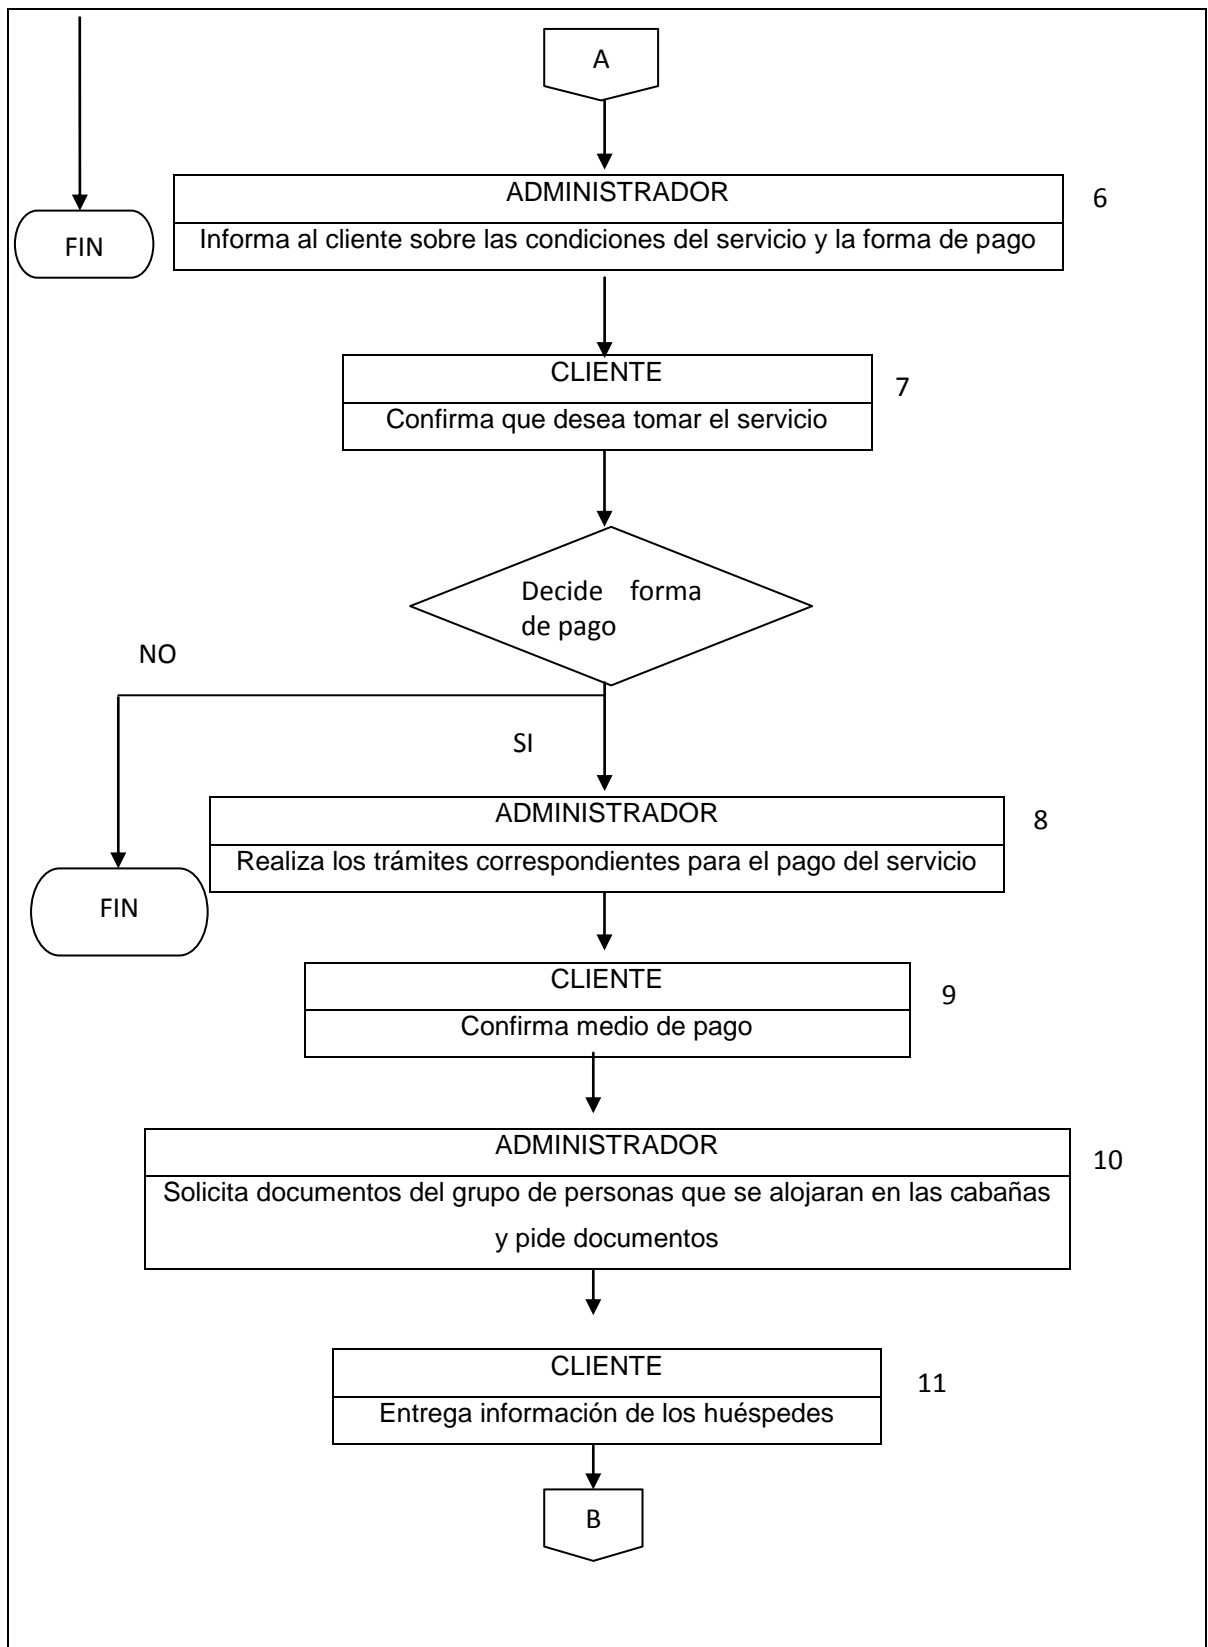 A
ADMINISTRADOR
6
Informa al cliente sobre las condiciones del servicio y la forma de pago
FIN
CLIENTE
7
Confirma que desea tomar el servicio
Decide forma
de pago
NO
SI
ADMINISTRADOR
8
Realiza los trámites correspondientes para el pago del servicio
FIN
CLIENTE
9
Confirma medio de pago
ADMINISTRADOR
10
Solicita documentos del grupo de personas que se alojaran en las cabañas
y pide documentos
CLIENTE
11
Entrega información de los huéspedes
B